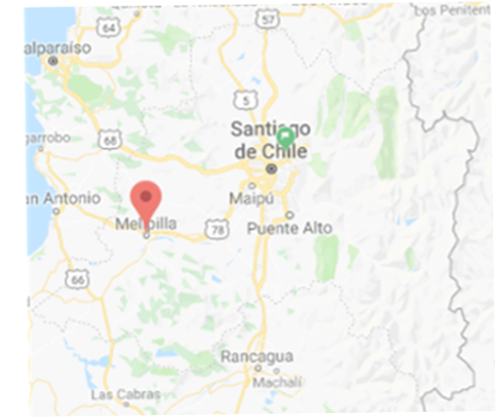 64
57
Los Penitent
alparaíso
5
Santiago
de Chile
garrobo
68
an Antonio
Maipú
Melipilla
78
Puente Alto
66
Rancagua
Machalí
Las Cabras